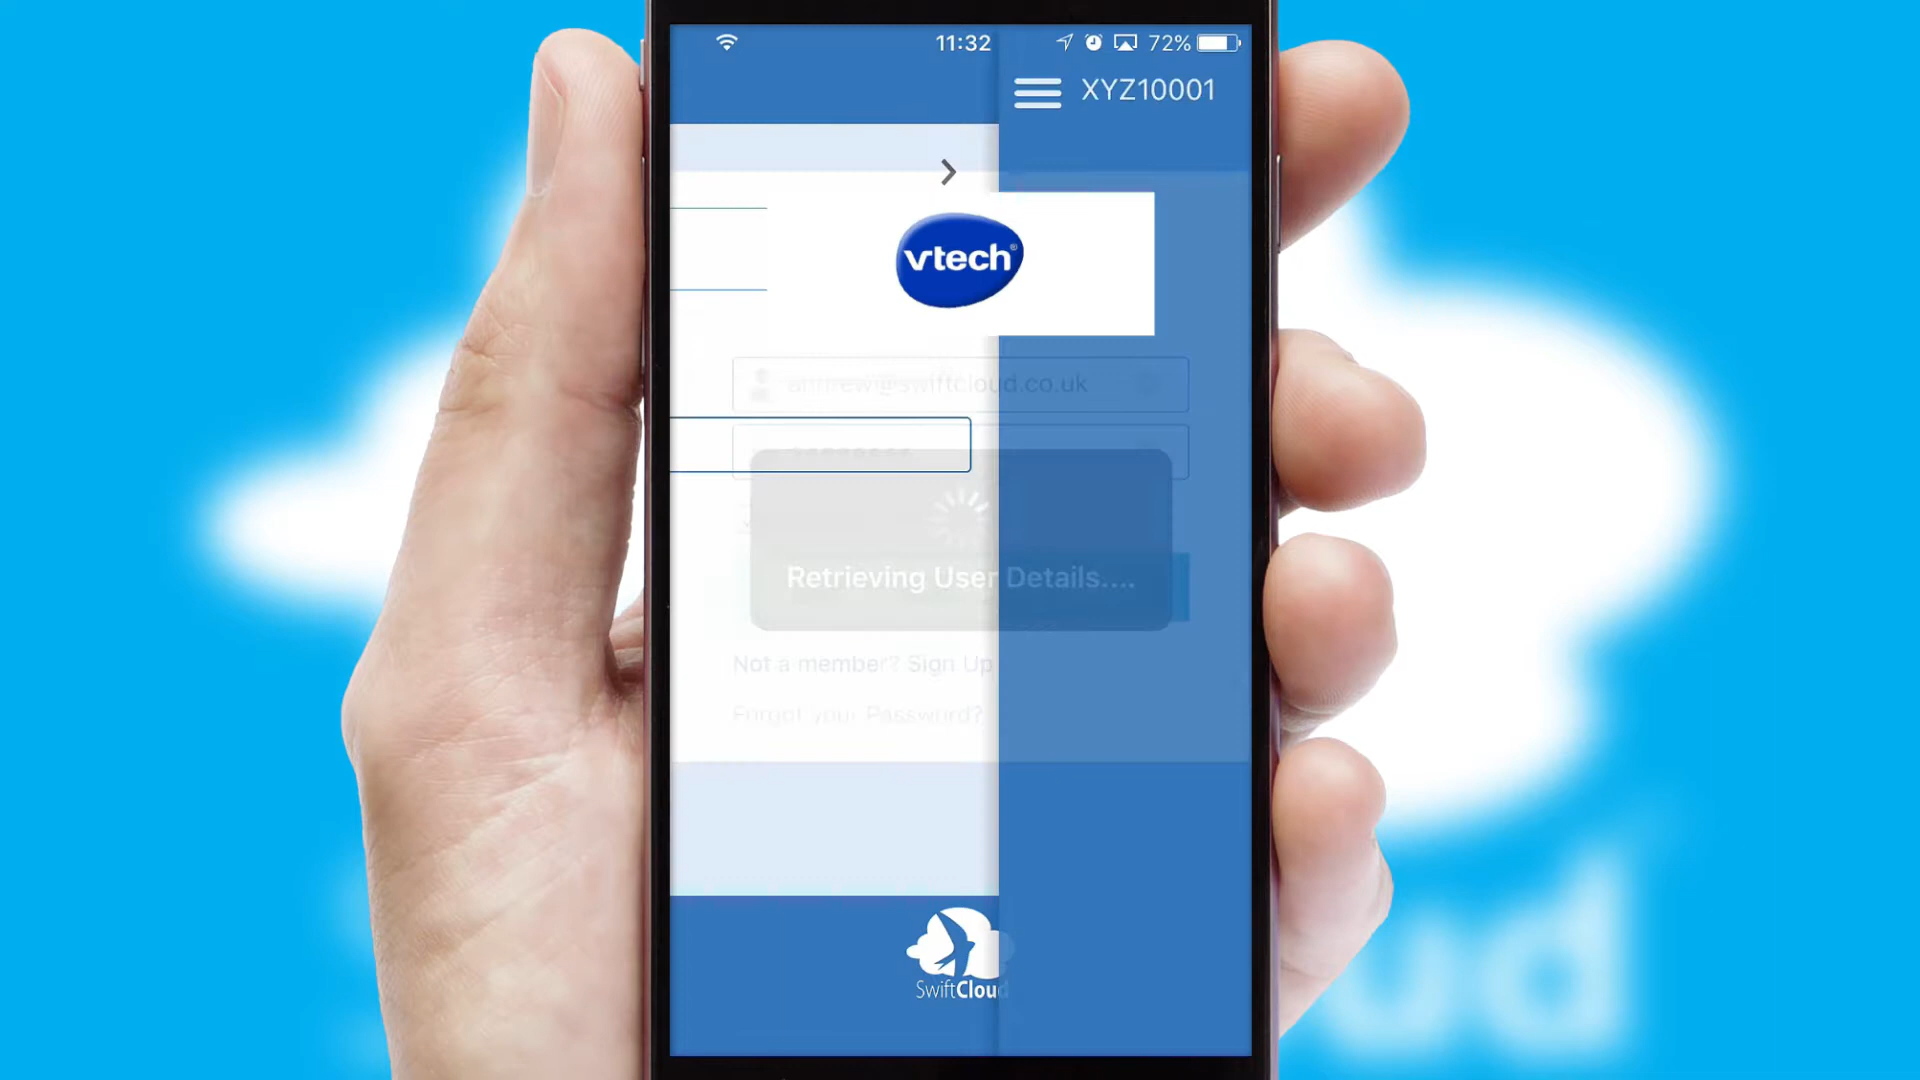 11:32
72%
XYZ10001
vtech®
andrew@swiftcloud.co.uk
Retrieving User Details....
Not a member? Sign Up
Forgot your Password?
SwiftCloud
ud